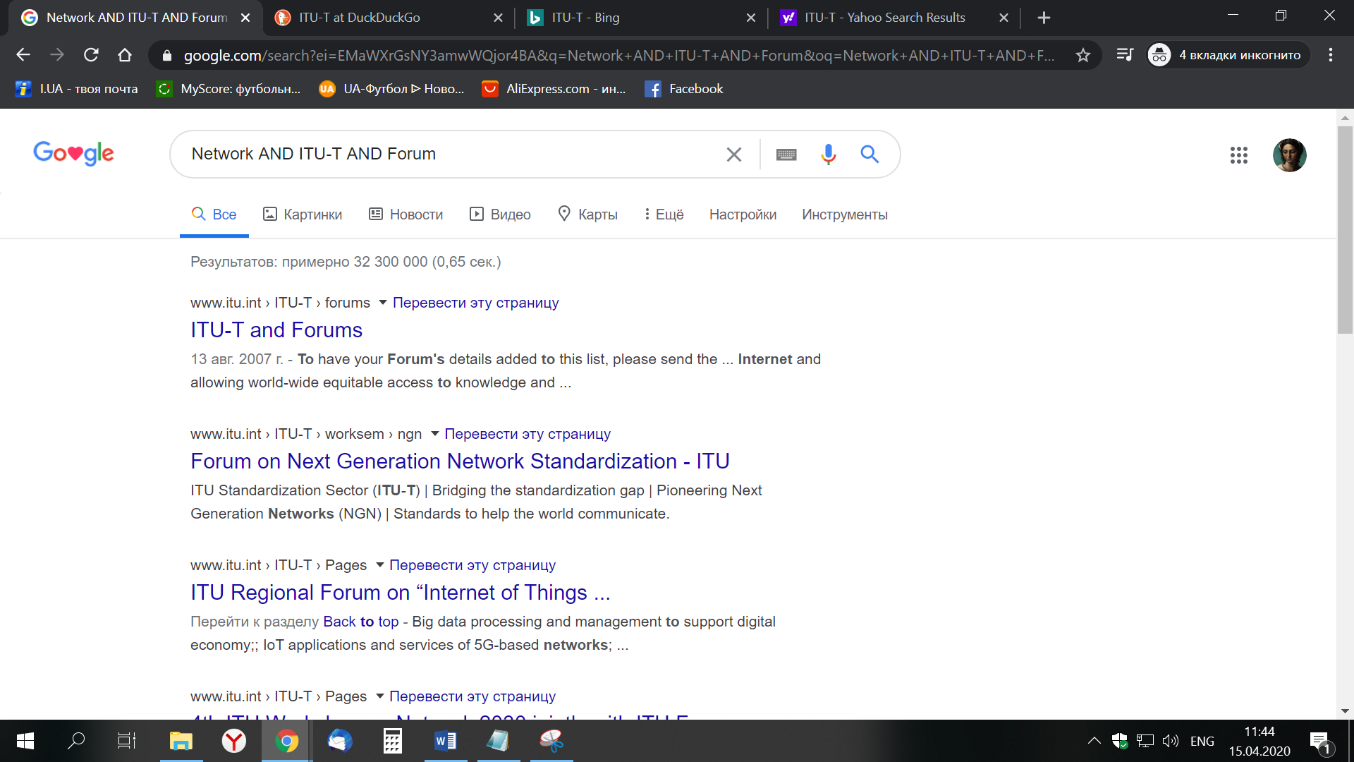 Network AND ITU-T AND Forum
ITU-T at DuckDuckGo
ITU-T - Bing
ITU-T - Yahoo Search Results
google.com/search?ei=EMaWXrGsNY3amwWQjor4BA&q=Network+AND+ITU-T+AND+Forum&oq=Network+AND+ITU-T+AND+F...
4 вкладки инкогнито
I.UA - твоя почта
MyScore: футбольн...
UA-Футбол ᐉ Ново...
AliExpress.com - ин...
Facebook
Google
Network AND ITU-T AND Forum
Все
Картинки
Новости
Видео
Карты
Ещё
Настройки
Инструменты
Результатов: примерно 32 300 000 (0,65 сек.)
www.itu.int › ITU-T › forums ▼ Перевести эту страницу
ITU-T and Forums
13 авг. 2007 г. - To have your Forum's details added to this list, please send the ... Internet and
allowing world-wide equitable access to knowledge and ...
www.itu.int › ITU-T › worksem › ngn ▼ Перевести эту страницу
Forum on Next Generation Network Standardization - ITU
ITU Standardization Sector (ITU-T) | Bridging the standardization gap | Pioneering Next
Generation Networks (NGN) | Standards to help the world communicate.
www.itu.int › ITU-T › Pages ▼ Перевести эту страницу
ITU Regional Forum on “Internet of Things ...
Перейти к разделу Back to top - Big data processing and management to support digital
economy;; IoT applications and services of 5G-based networks; ...
www.itu.int › ITU-T › Pages ▼ Перевести эту страницу
ENG
11:44
15.04.2020
1